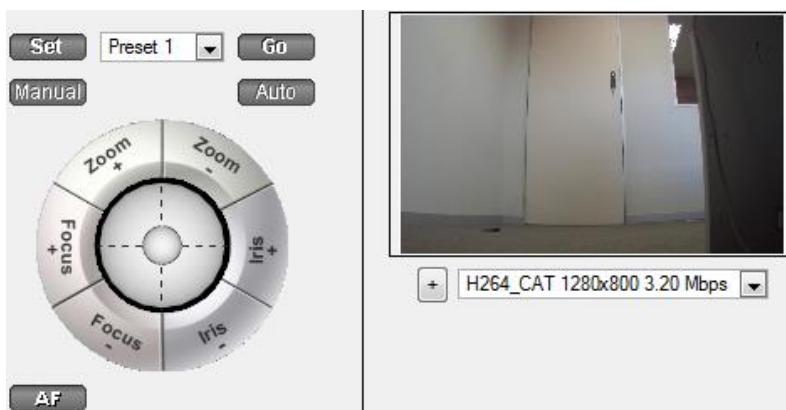 Set Preset 1 Go
Manual Auto
Zoom + Zoom -
Focus + Iris +
Focus - Iris -
AF
+ H264_CAT 1280x800 3.20 Mbps